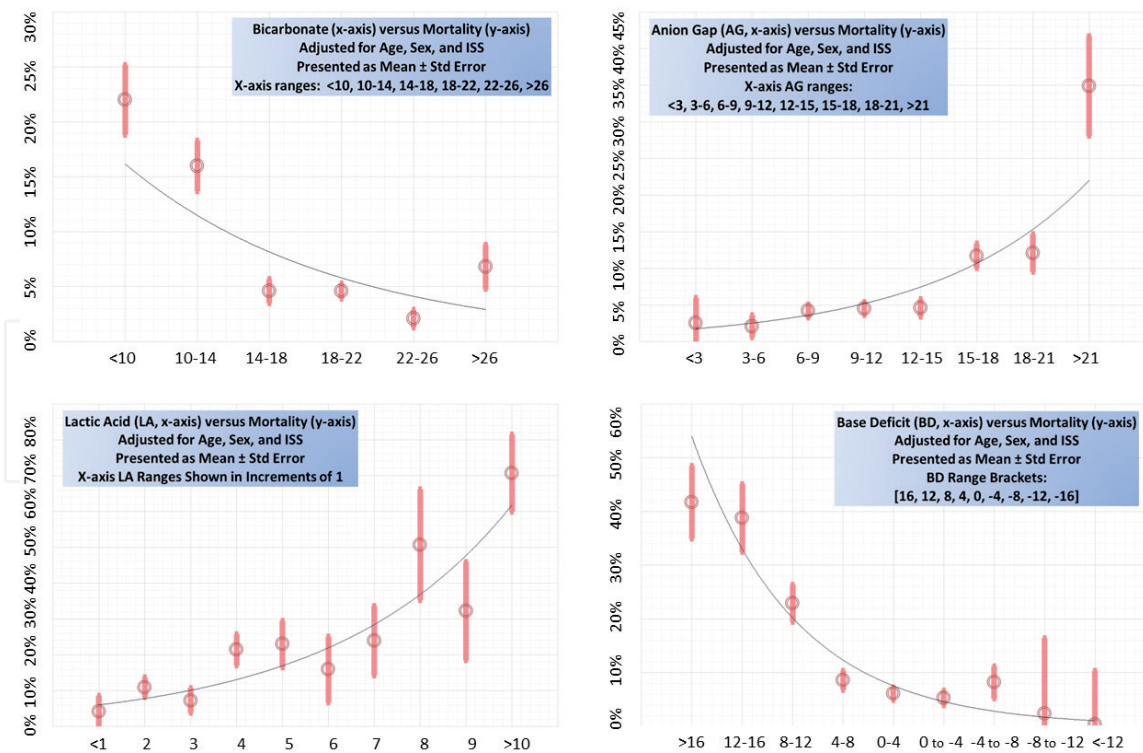 Bicarbonate (x-axis) versus Mortality (y-axis)
Adjusted for Age, Sex, and ISS
Presented as Mean ± Std Error
X-axis ranges: <10, 10-14, 14-18, 18-22, 22-26, >26
30%
25%
20%
15%
10%
5%
0%
<10 10-14 14-18 18-22 22-26 >26
Anion Gap (AG, x-axis) versus Mortality (y-axis)
Adjusted for Age, Sex, and ISS
Presented as Mean ± Std Error
X-axis AG ranges:
<3, 3-6, 6-9, 9-12, 12-15, 15-18, 18-21, >21
45%
40%
35%
30%
25%
20%
15%
10%
5%
0%
<3 3-6 6-9 9-12 12-15 15-18 18-21 >21
Lactic Acid (LA, x-axis) versus Mortality (y-axis)
Adjusted for Age, Sex, and ISS
Presented as Mean ± Std Error
X-axis LA Ranges Shown in Increments of 1
80%
70%
60%
50%
40%
30%
20%
10%
0%
<1 2 3 4 5 6 7 8 9 >10
Base Deficit (BD, x-axis) versus Mortality (y-axis)
Adjusted for Age, Sex, and ISS
Presented as Mean ± Std Error
BD Range Brackets:
[16, 12, 8, 4, 0, -4, -8, -12, -16]
60%
50%
40%
30%
20%
10%
0%
>16 12-16 8-12 4-8 0-4 0 to -4 -4 to -8 -8 to -12 <-12